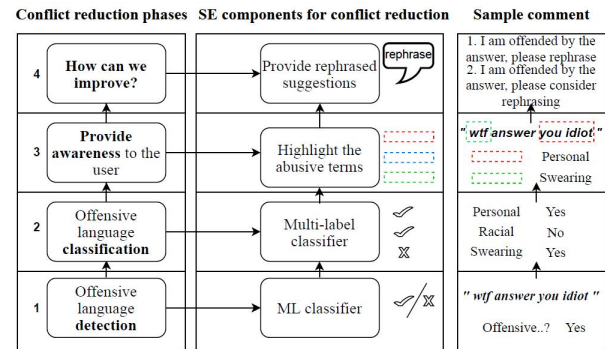 Conflict reduction phases
SE components for conflict reduction
Sample comment
4
How can we
improve?
Provide rephrased
suggestions
rephrase
1. I am offended by the
answer, please rephrase
2. I am offended by the
answer, please consider
rephrasing
3
Provide
awareness to the
user
Highlight the
abusive terms
" wtf answer you idiot "
Personal
Swearing
2
Offensive
language
classification
Multi-label
classifier
Personal Yes
Racial No
Swearing Yes
1
Offensive
language
detection
ML classifier
" wtf answer you idiot "
Offensive..? Yes